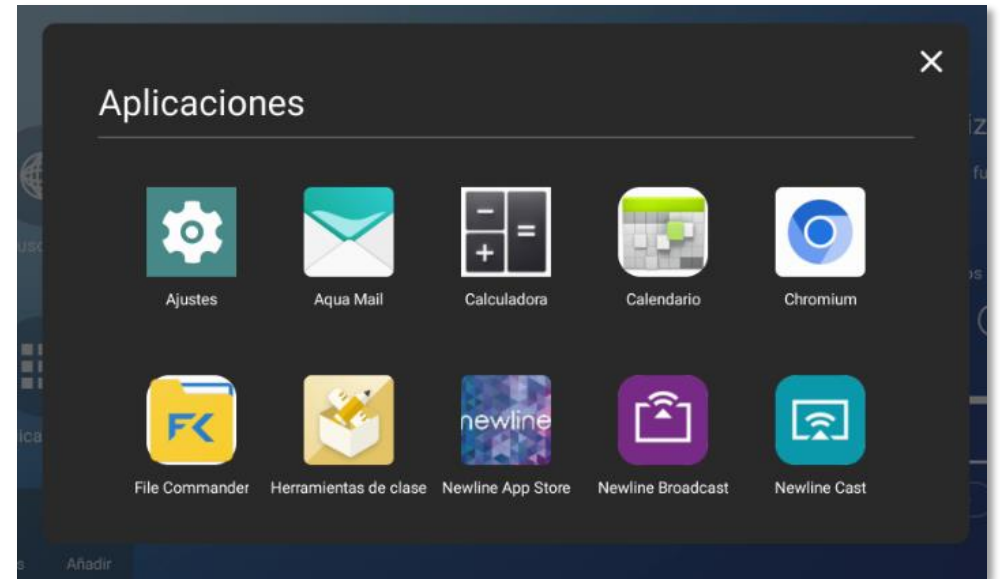 Aplicaciones
Ajustes
Aqua Mail
Calculadora
Calendario
Chromium
newline
File Commander
Herramientas de clase
Newline App Store
Newline Broadcast
Newline Cast
Añadir